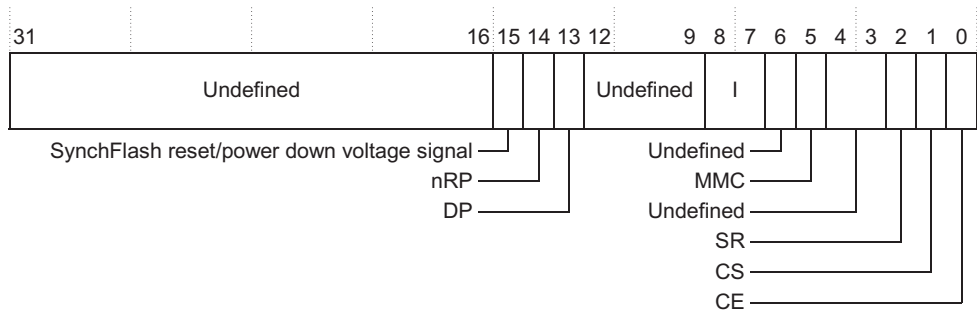 31 16 15 14 13 12 9 8 7 6 5 4 3 2 1 0
Undefined Undefined I
SynchFlash reset/power down voltage signal Undefined
nRP MMC
DP Undefined
SR
CS
CE